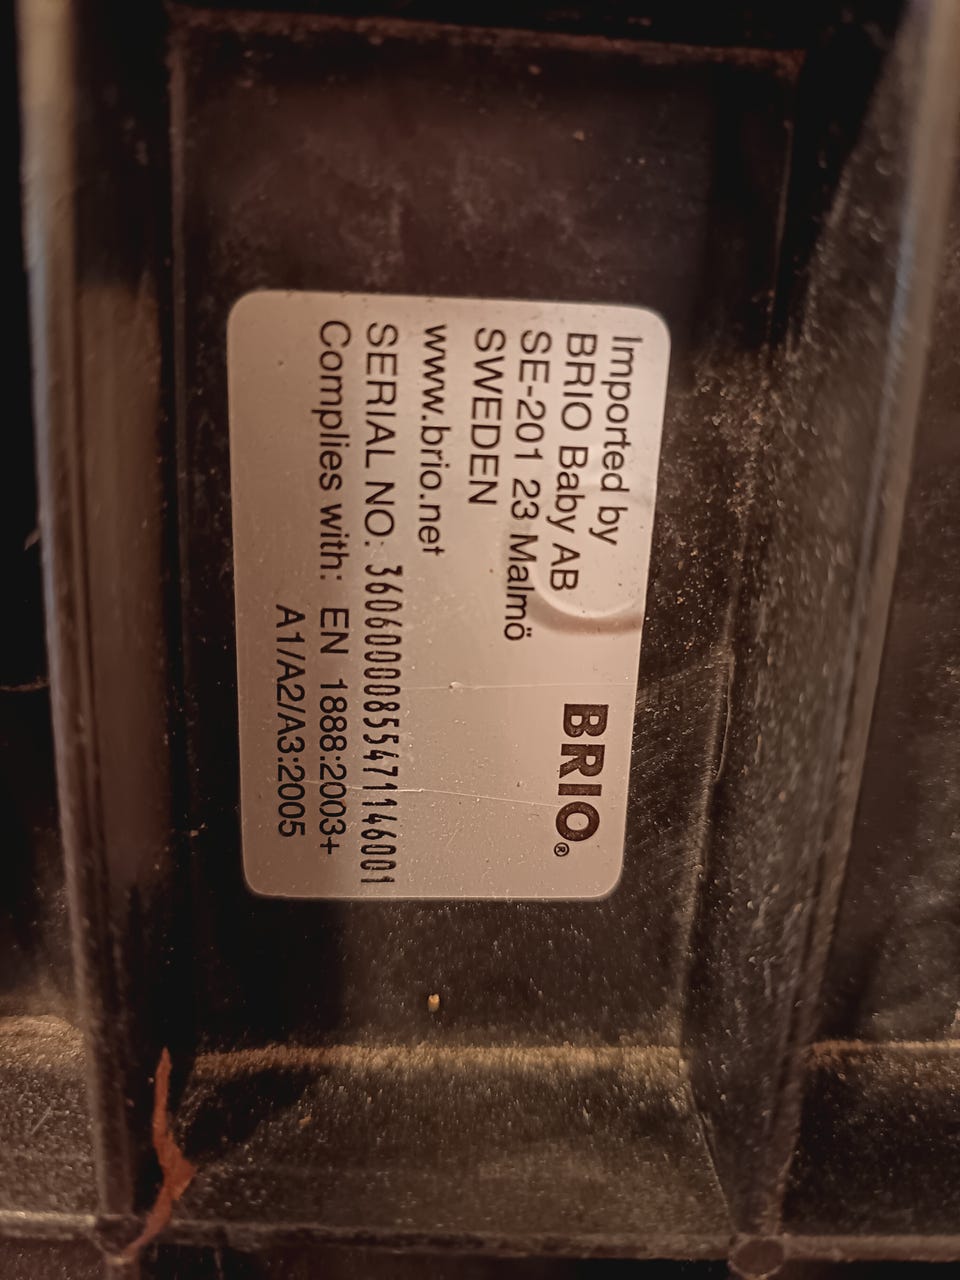 Imported by
BRIO Baby AB
SE-201 23 Malmö
SWEDEN
BRIO®
www.brio.net
SERIAL NO: 36060000855471146001
Complies with: EN 1888:2003+
A1/A2/A3:2005